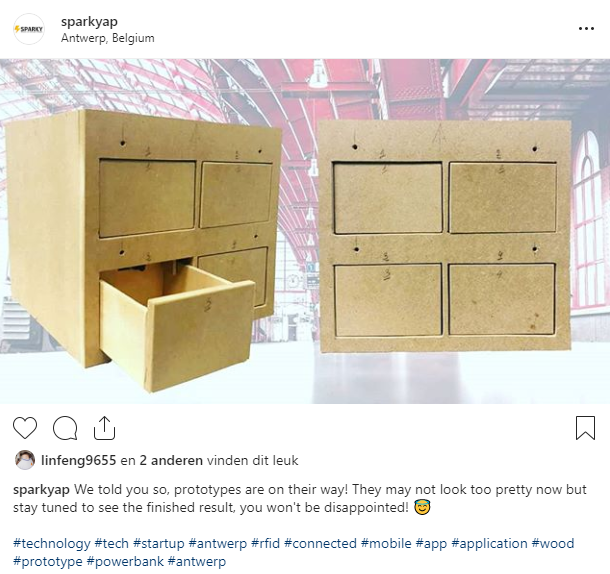 sparkyap
SPARKY
Antwerp, Belgium
linfeng9655 en 2 anderen vinden dit leuk
sparkyap We told you so, prototypes are on their way! They may not look too pretty now but
stay tuned to see the finished result, you won't be disappointed! 😇
#technology #tech #startup #antwerp #rfid #connected #mobile #app #application #wood
#prototype #powerbank #antwerp